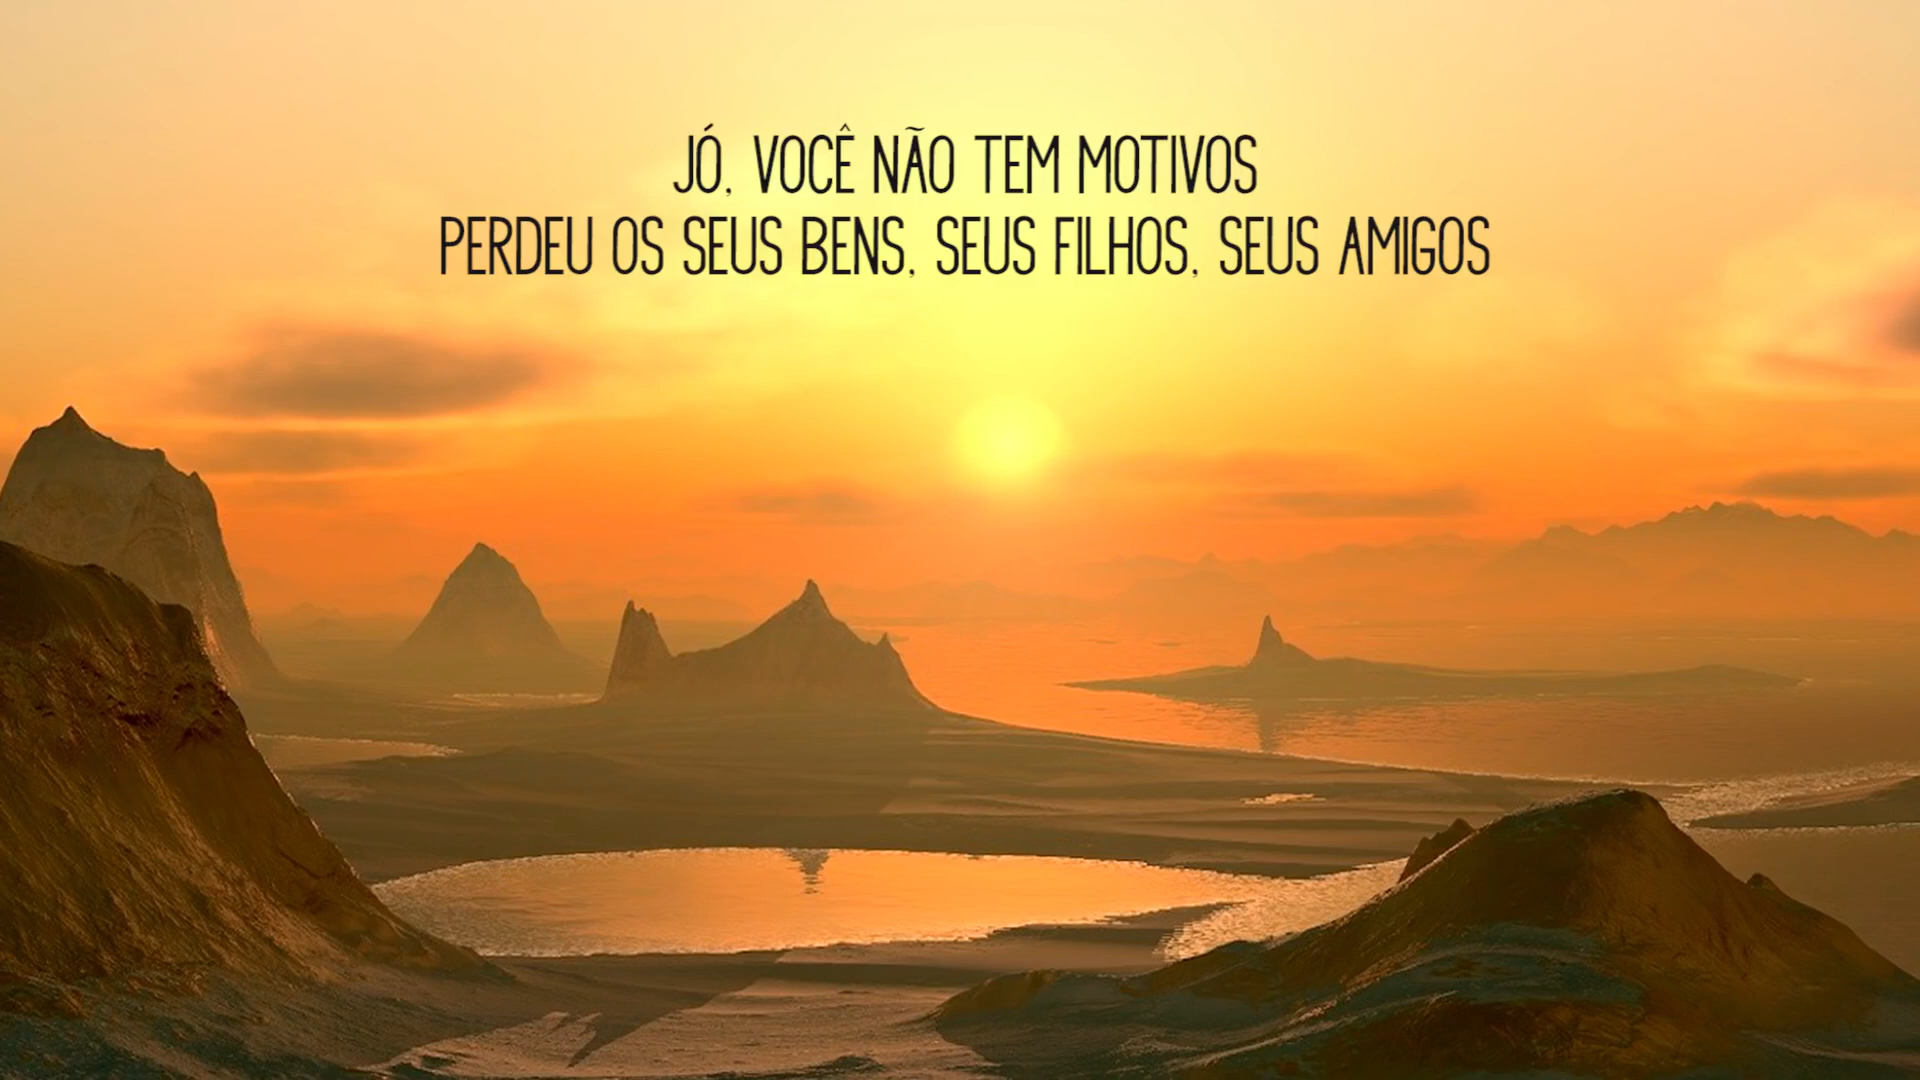 JÓ, VOCÊ NÃO TEM MOTIVOS
PERDEU OS SEUS BENS, SEUS FILHOS, SEUS AMIGOS